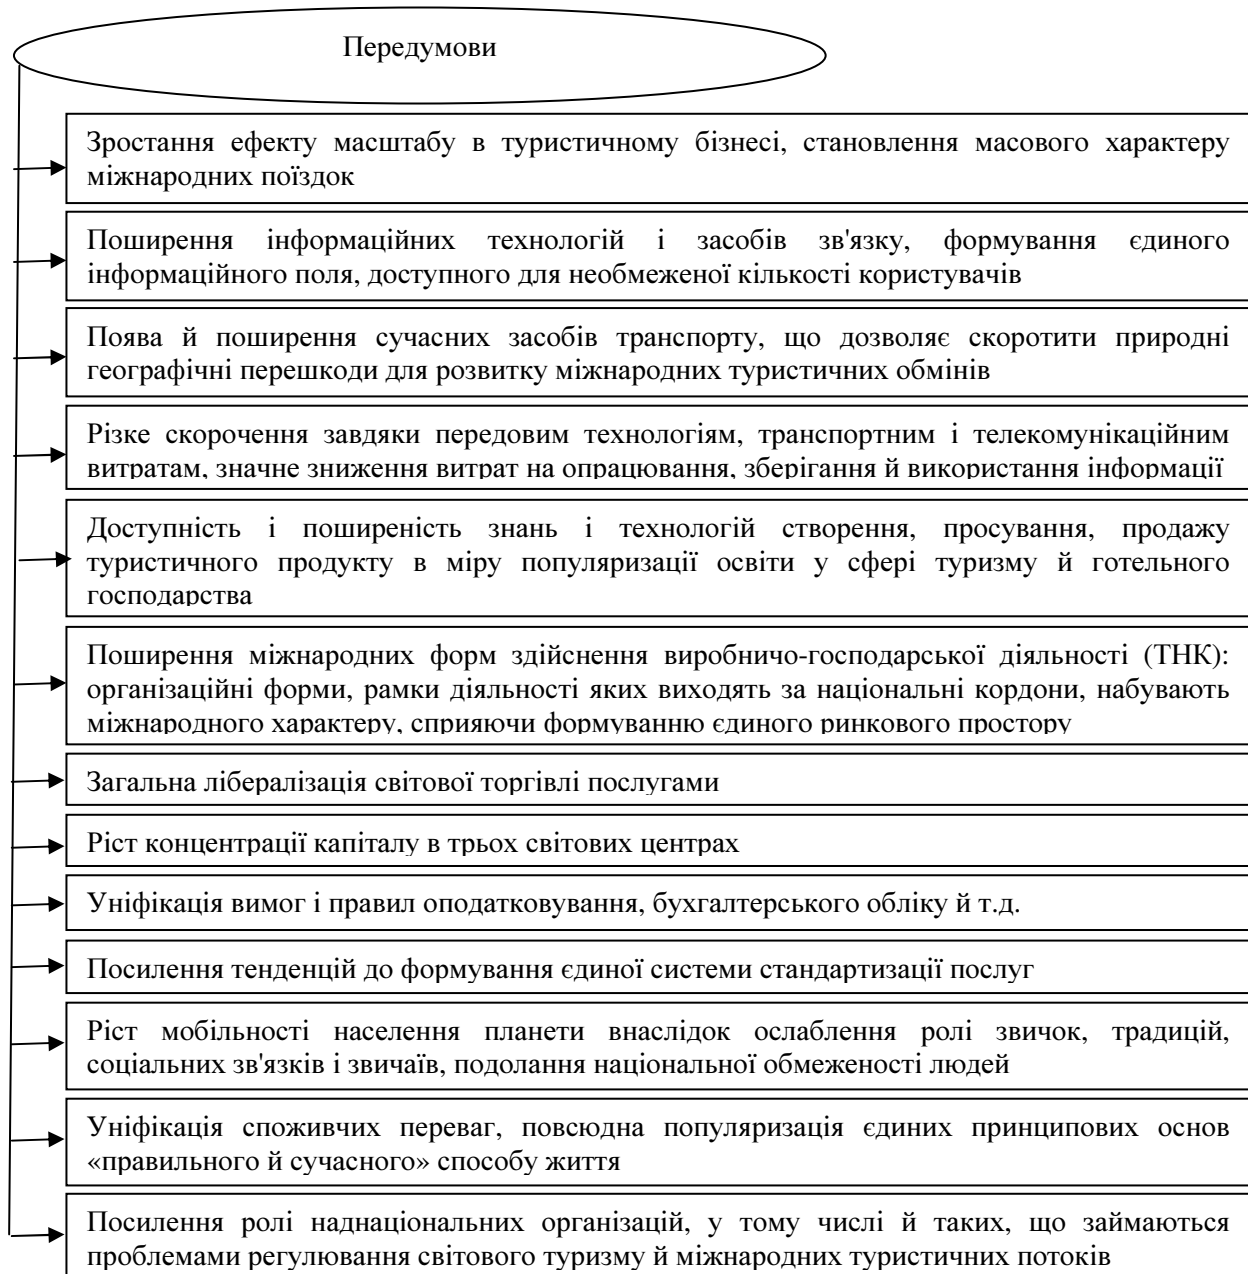 Передумови
Зростання ефекту масштабу в туристичному бізнесі, становлення масового характеру
міжнародних поїздок
Поширення інформаційних технологій і засобів зв'язку, формування єдиного
інформаційного поля, доступного для необмеженої кількості користувачів
Поява й поширення сучасних засобів транспорту, що дозволяє скоротити природні
географічні перешкоди для розвитку міжнародних туристичних обмінів
Різке скорочення завдяки передовим технологіям, транспортним і телекомунікаційним
витратам, значне зниження витрат на опрацювання, зберігання й використання інформації
Доступність і поширеність знань і технологій створення, просування, продажу
туристичного продукту в міру популяризації освіти у сфері туризму й готельного
господарства
Поширення міжнародних форм здійснення виробничо-господарської діяльності (ТНК):
організаційні форми, рамки діяльності яких виходять за національні кордони, набувають
міжнародного характеру, сприяючи формуванню єдиного ринкового простору
Загальна лібералізація світової торгівлі послугами
Ріст концентрації капіталу в трьох світових центрах
Уніфікація вимог і правил оподатковування, бухгалтерського обліку й т.д.
Посилення тенденцій до формування єдиної системи стандартизації послуг
Ріст мобільності населення планети внаслідок ослаблення ролі звичок, традицій,
соціальних зв'язків і звичаїв, подолання національної обмеженості людей
Уніфікація споживчих переваг, повсюдна популяризація єдиних принципових основ
«правильного й сучасного» способу життя
Посилення ролі наднаціональних організацій, у тому числі й таких, що займаються
проблемами регулювання світового туризму й міжнародних туристичних потоків